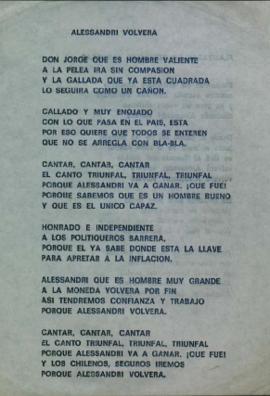 ALESSANDRI VOLVERA
DON JORGE QUE ES HOMBRE VALIENTE
A LA PELEA IRA SIN COMPASION
Y LA GALLADA QUE YA ESTA CUADRADA
LO SEGUIRA COMO UN CAÑON.
CALLADO Y MUY ENOJADO
CON LO QUE PASA EN EL PAIS, ESTA
POR ESO QUIERE QUE TODOS SE ENTEREN
QUE NO SE ARREGLA CON BLA-BLA.
CANTAR, CANTAR, CANTAR
EL CANTO TRIUNFAL, TRIUNFAL, TRIUNFAL
PORQUE ALESSANDRI VA A GANAR. ¡QUE FUE!
PORQUE SABEMOS QUE ES UN HOMBRE BUENO
Y QUE ES EL UNICO CAPAZ.
HONRADO E INDEPENDIENTE
A LOS POLITIQUEROS BARRERA,
PORQUE EL YA SABE DONDE ESTA LA LLAVE
PARA APRETAR A LA INFLACION.
ALESSANDRI QUE ES HOMBRE MUY GRANDE
A LA MONEDA VOLVERA POR FIN
ASI TENDREMOS CONFIANZA Y TRABAJO
PORQUE ALESSANDRI VOLVERA.
CANTAR, CANTAR, CANTAR
EL CANTO TRIUNFAL, TRIUNFAL, TRIUNFAL
PORQUE ALESSANDRI VA A GANAR. ¡QUE FUE!
Y LOS CHILENOS, SEGUROS IREMOS
PORQUE ALESSANDRI VOLVERA.